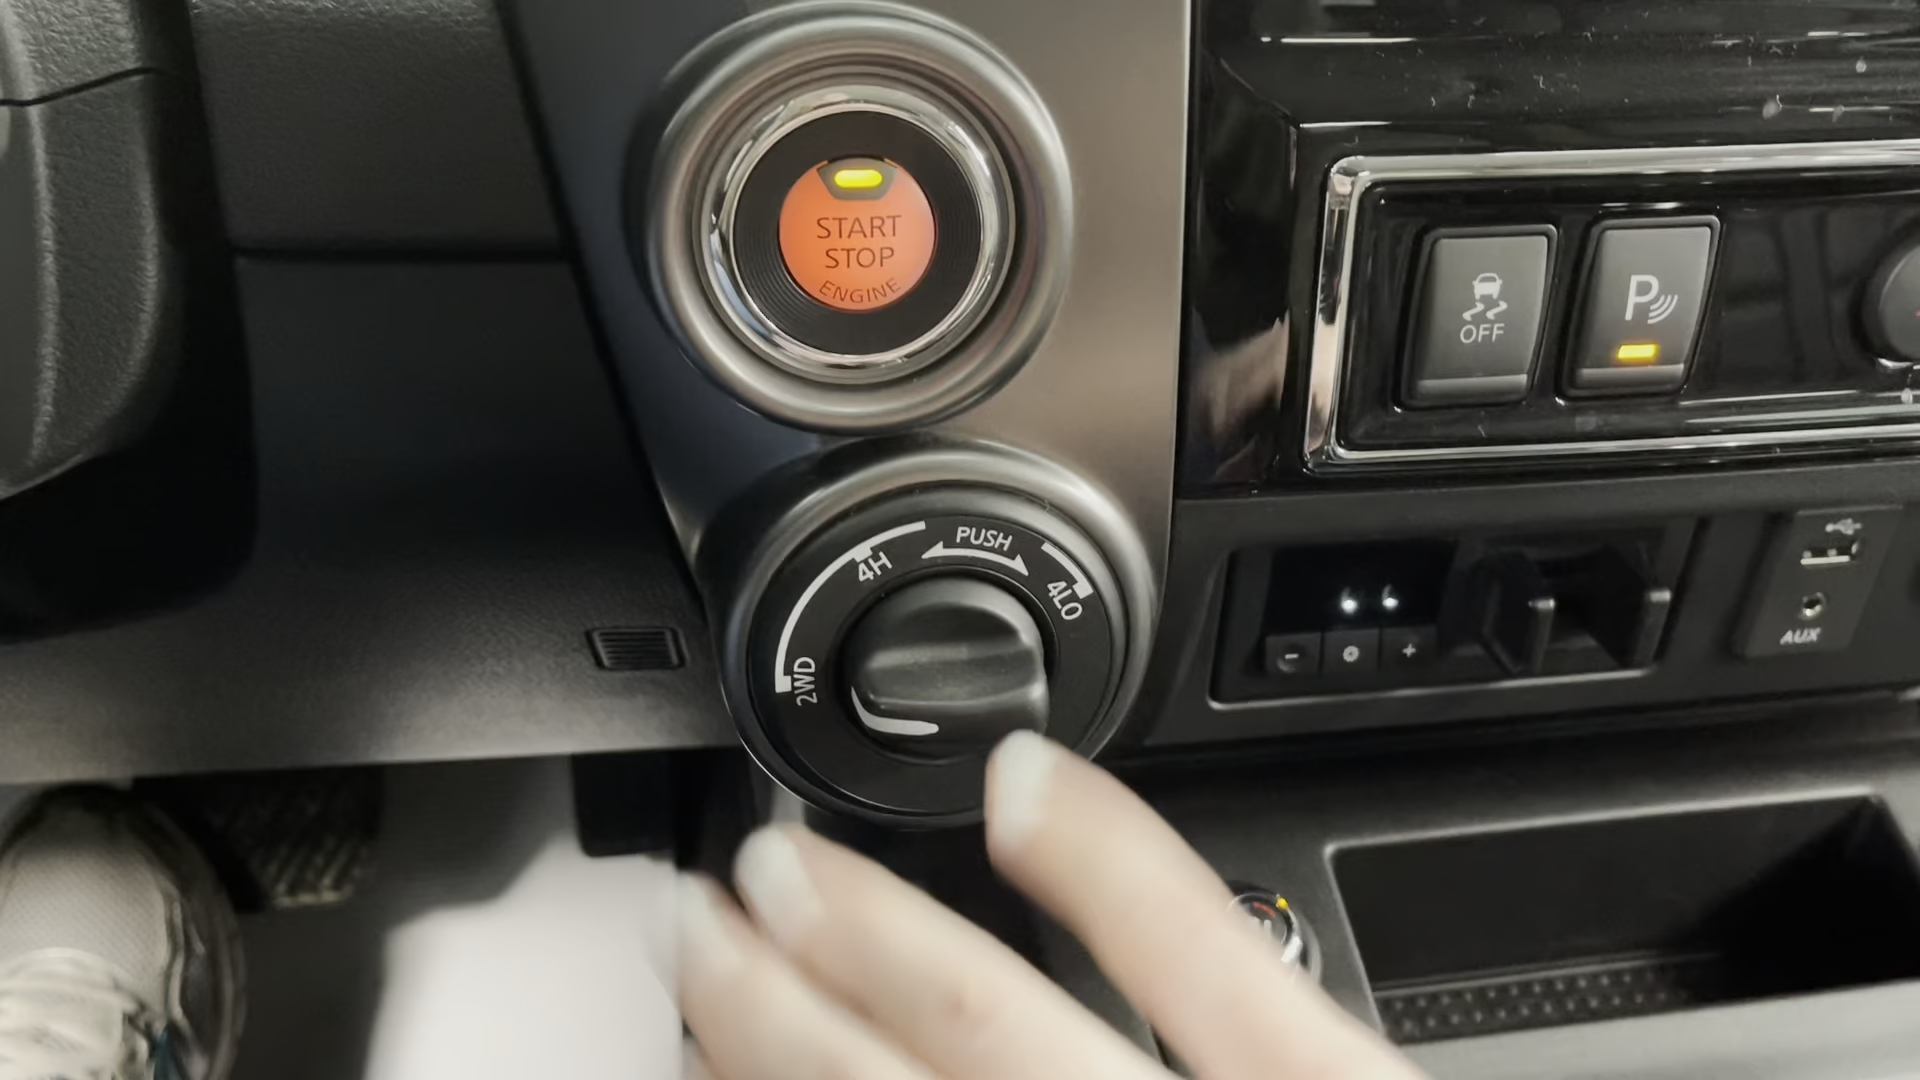 START
STOP
ENGINE
OFF
P
PUSH
4H
4LO
2WD
- +
AUX